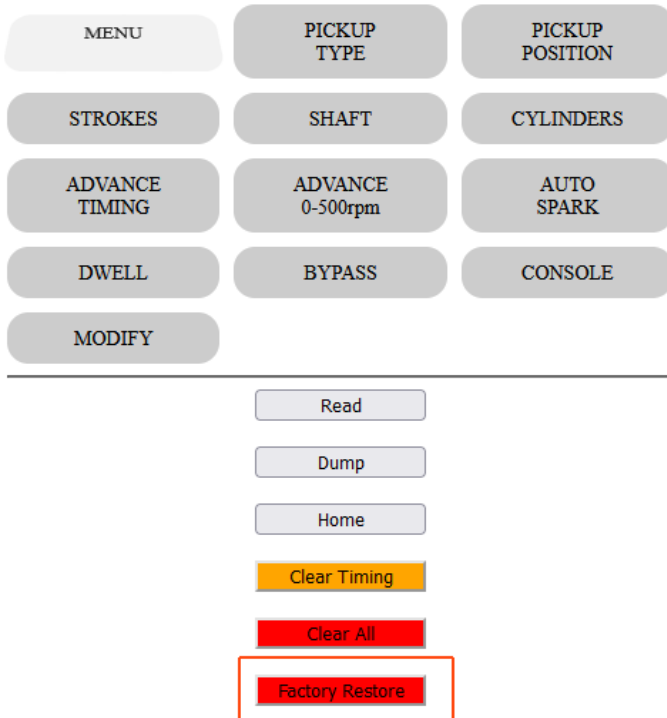 MENU
PICKUP
TYPE
PICKUP
POSITION
STROKES
SHAFT
CYLINDERS
ADVANCE
TIMING
ADVANCE
0-500rpm
AUTO
SPARK
DWELL
BYPASS
CONSOLE
MODIFY
Read
Dump
Home
Clear Timing
Clear All
Factory Restore